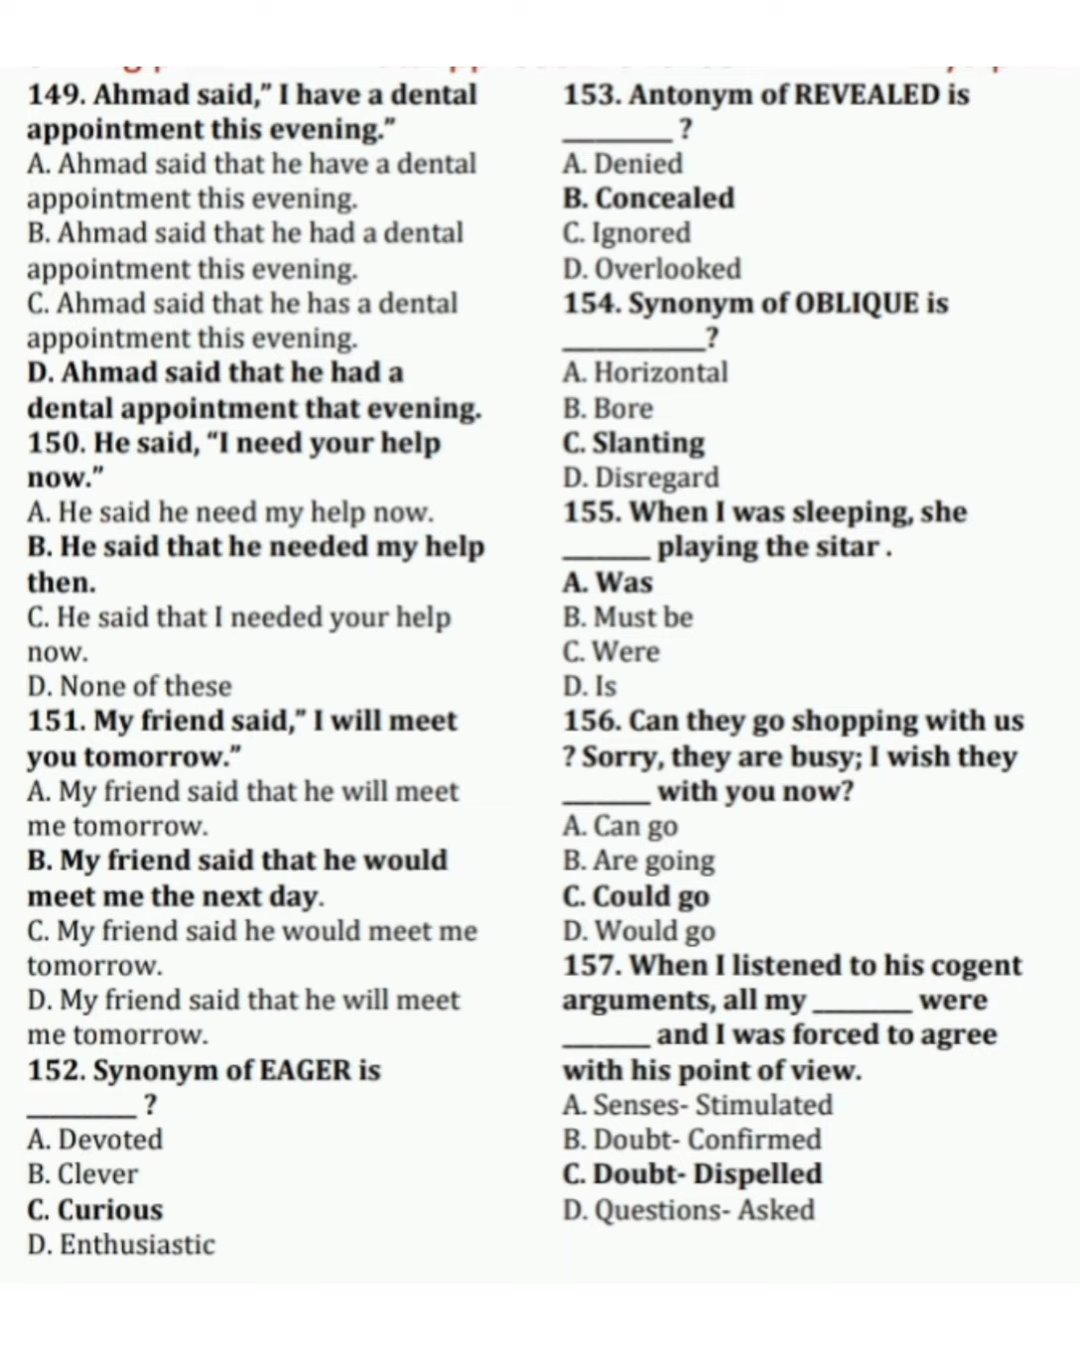 149. Ahmad said,” I have a dental
appointment this evening.”
A. Ahmad said that he have a dental
appointment this evening.
B. Ahmad said that he had a dental
appointment this evening.
C. Ahmad said that he has a dental
appointment this evening.
D. Ahmad said that he had a
dental appointment that evening.
150. He said, “I need your help
now.”
A. He said he need my help now.
B. He said that he needed my help
then.
C. He said that I needed your help
now.
D. None of these
151. My friend said,” I will meet
you tomorrow.”
A. My friend said that he will meet
me tomorrow.
B. My friend said that he would
meet me the next day.
C. My friend said he would meet me
tomorrow.
D. My friend said that he will meet
me tomorrow.
152. Synonym of EAGER is
________ ?
A. Devoted
B. Clever
C. Curious
D. Enthusiastic
153. Antonym of REVEALED is
________ ?
A. Denied
B. Concealed
C. Ignored
D. Overlooked
154. Synonym of OBLIQUE is
__________?
A. Horizontal
B. Bore
C. Slanting
D. Disregard
155. When I was sleeping, she
______ playing the sitar .
A. Was
B. Must be
C. Were
D. Is
156. Can they go shopping with us
? Sorry, they are busy; I wish they
______ with you now?
A. Can go
B. Are going
C. Could go
D. Would go
157. When I listened to his cogent
arguments, all my _______ were
______ and I was forced to agree
with his point of view.
A. Senses- Stimulated
B. Doubt- Confirmed
C. Doubt- Dispelled
D. Questions- Asked